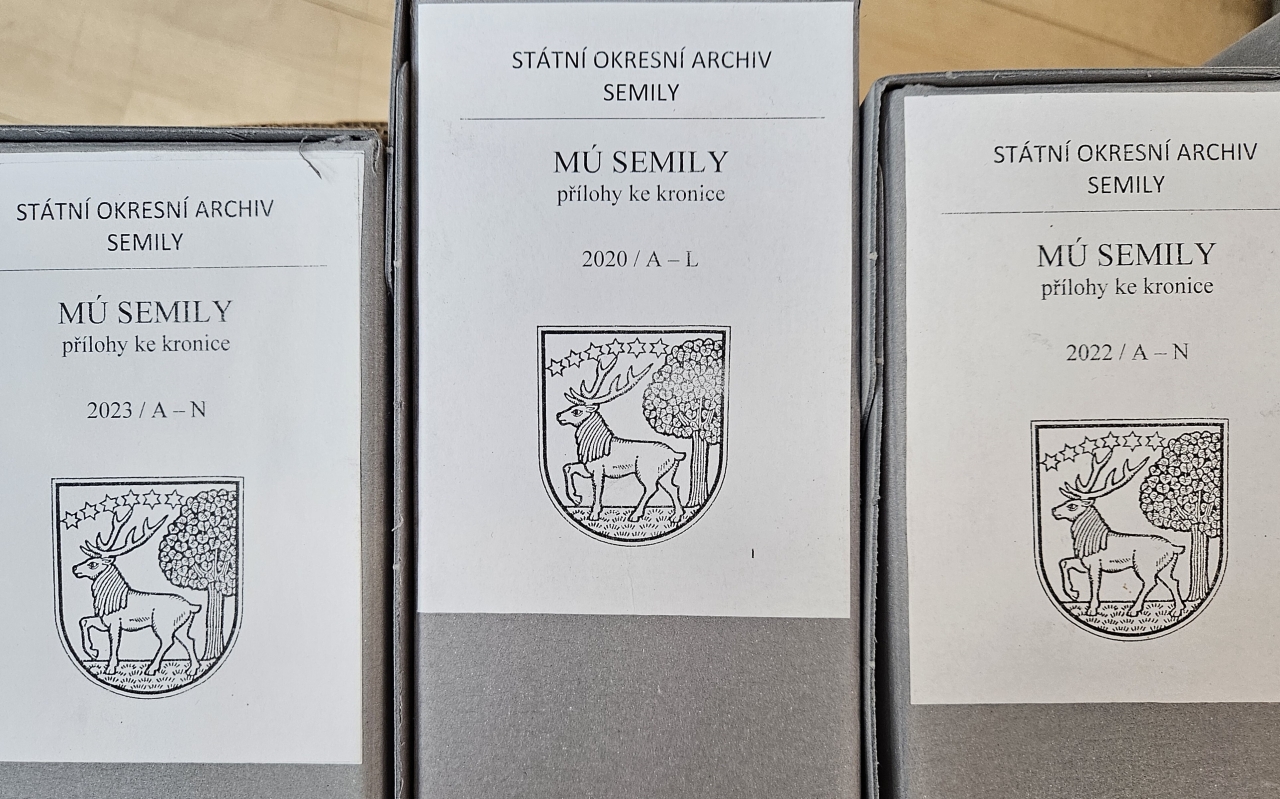 STÁTNÍ OKRESNÍ ARCHIV
SEMILY
MÚ SEMILY
přílohy ke kronice
2023 / A – N
STÁTNÍ OKRESNÍ ARCHIV
SEMILY
MÚ SEMILY
přílohy ke kronice
2020 / A – L
STÁTNÍ OKRESNÍ ARCHIV
SEMILY
MÚ SEMILY
přílohy ke kronice
2022 / A – N